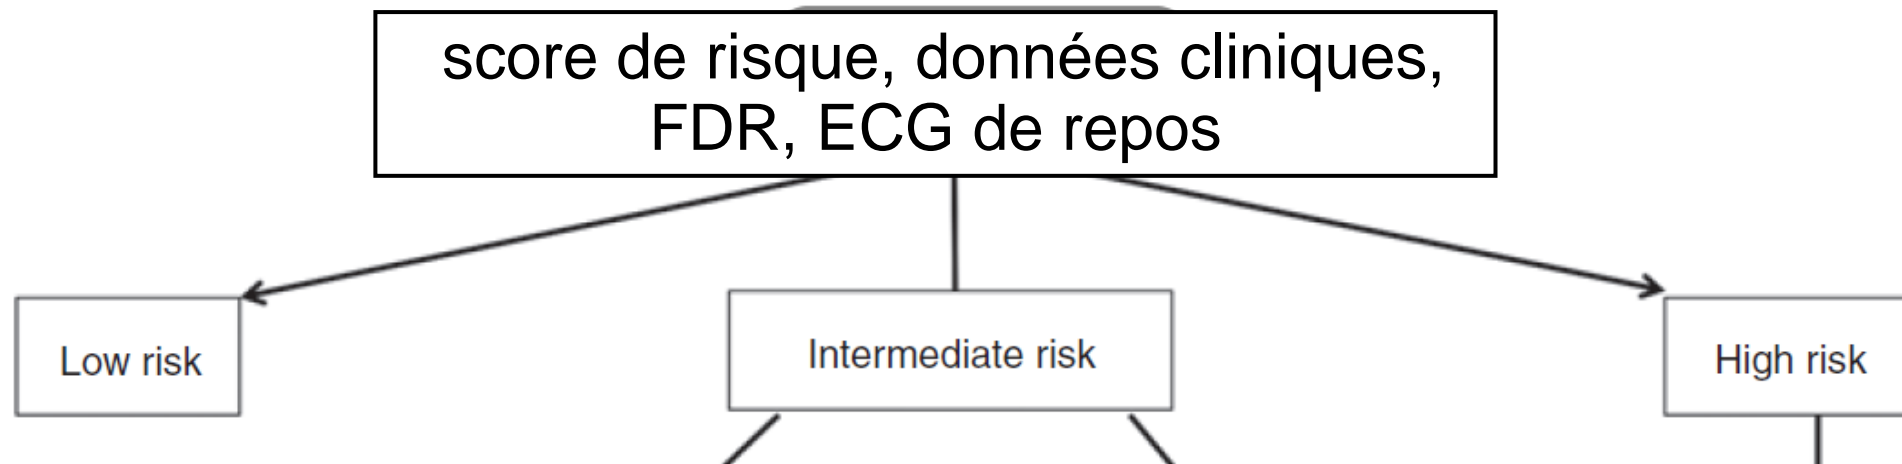 score de risque, données cliniques,
FDR, ECG de repos
Low risk
Intermediate risk
High risk